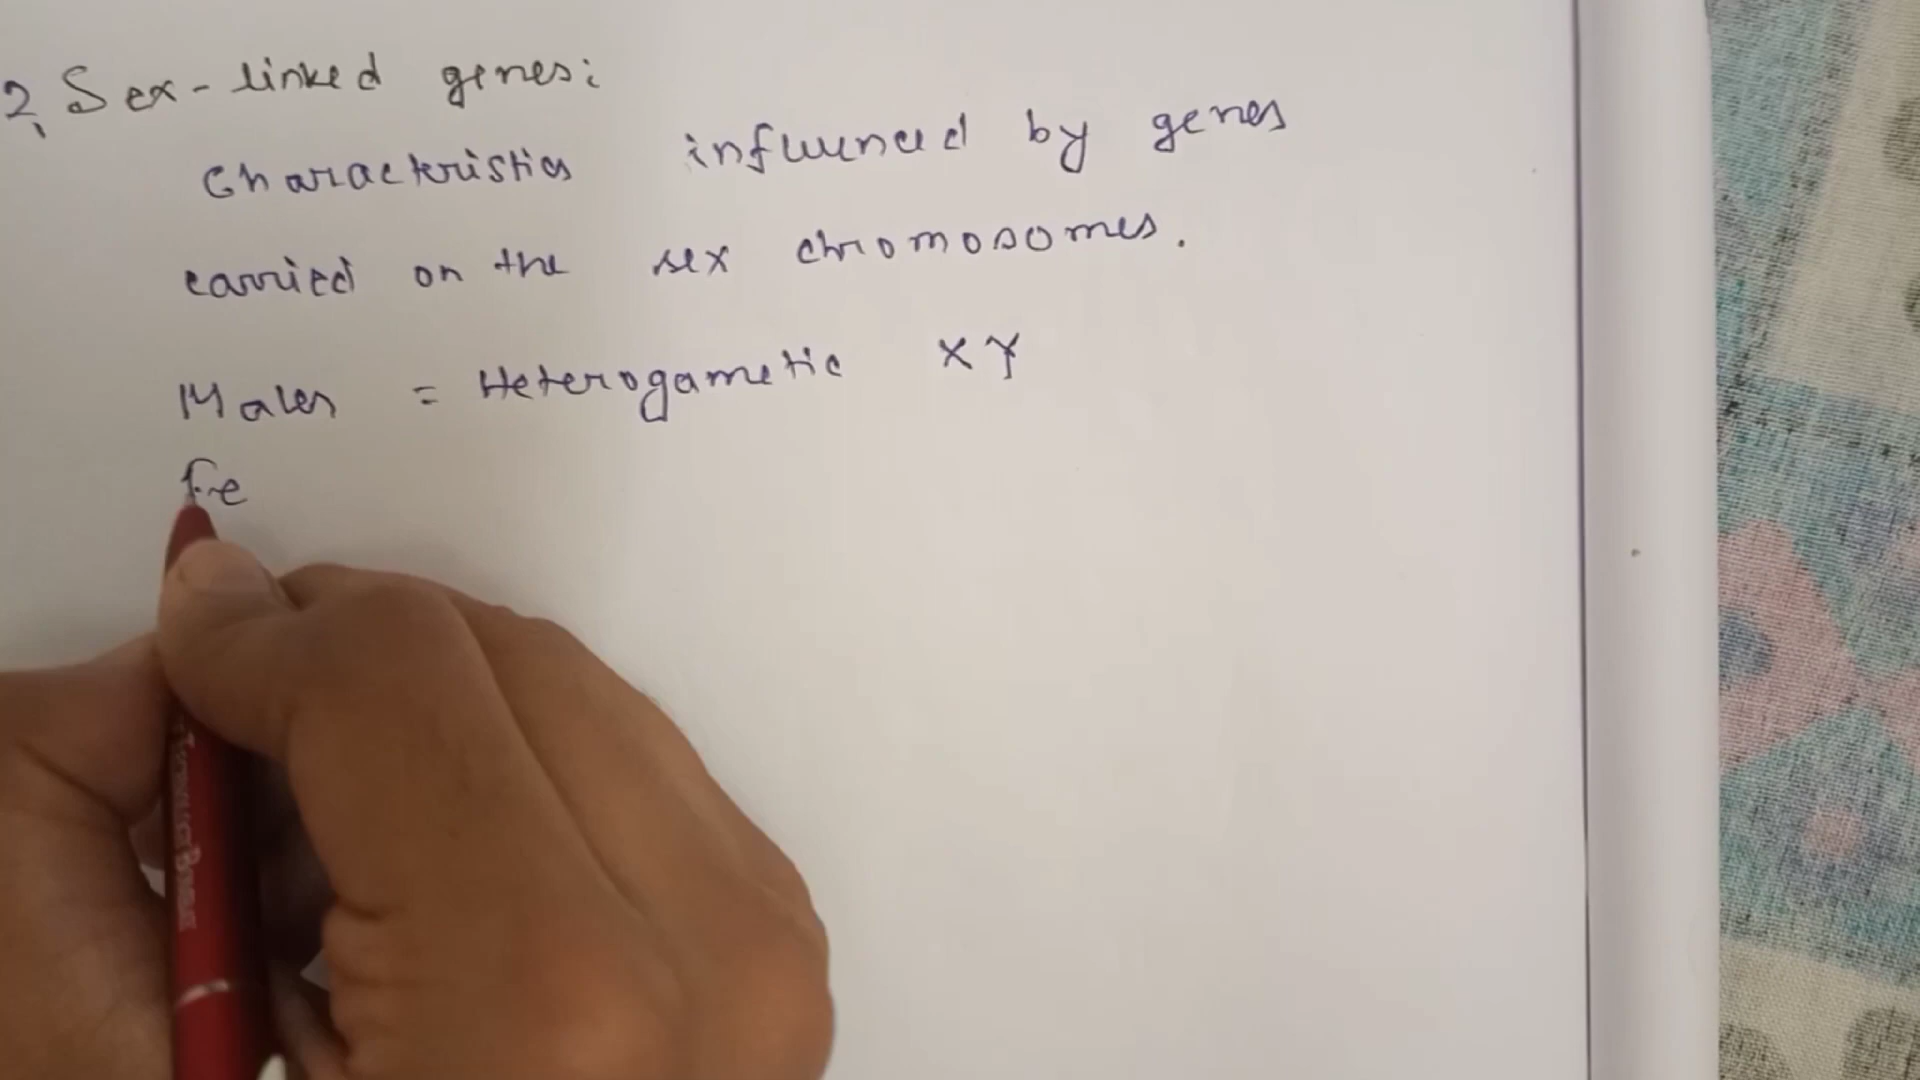 2, Sex-linked genes:
Characteristics influenced by genes
carried on the sex chromosomes.
Males = Heterogametic XY
Fe